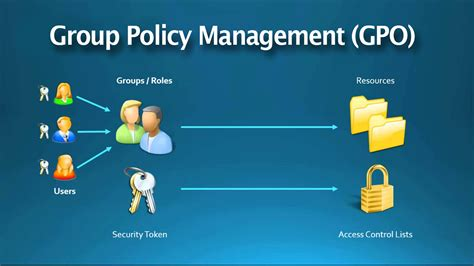 Group Policy Management (GPO)
Groups / Roles
Resources
Users
Security Token
Access Control Lists